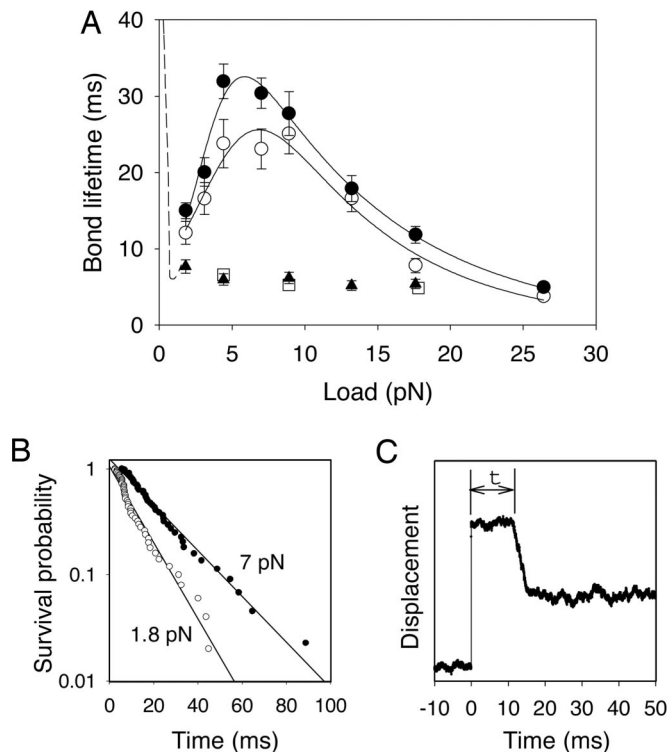 A
Bond lifetime (ms)
40
30
20
10
0
0 5 10 15 20 25 30
Load (pN)
B
Survival probability
1
0.1
0.01
7 pN
1.8 pN
0 20 40 60 80 100
Time (ms)
C
Displacement
t
-10 0 10 20 30 40 50
Time (ms)